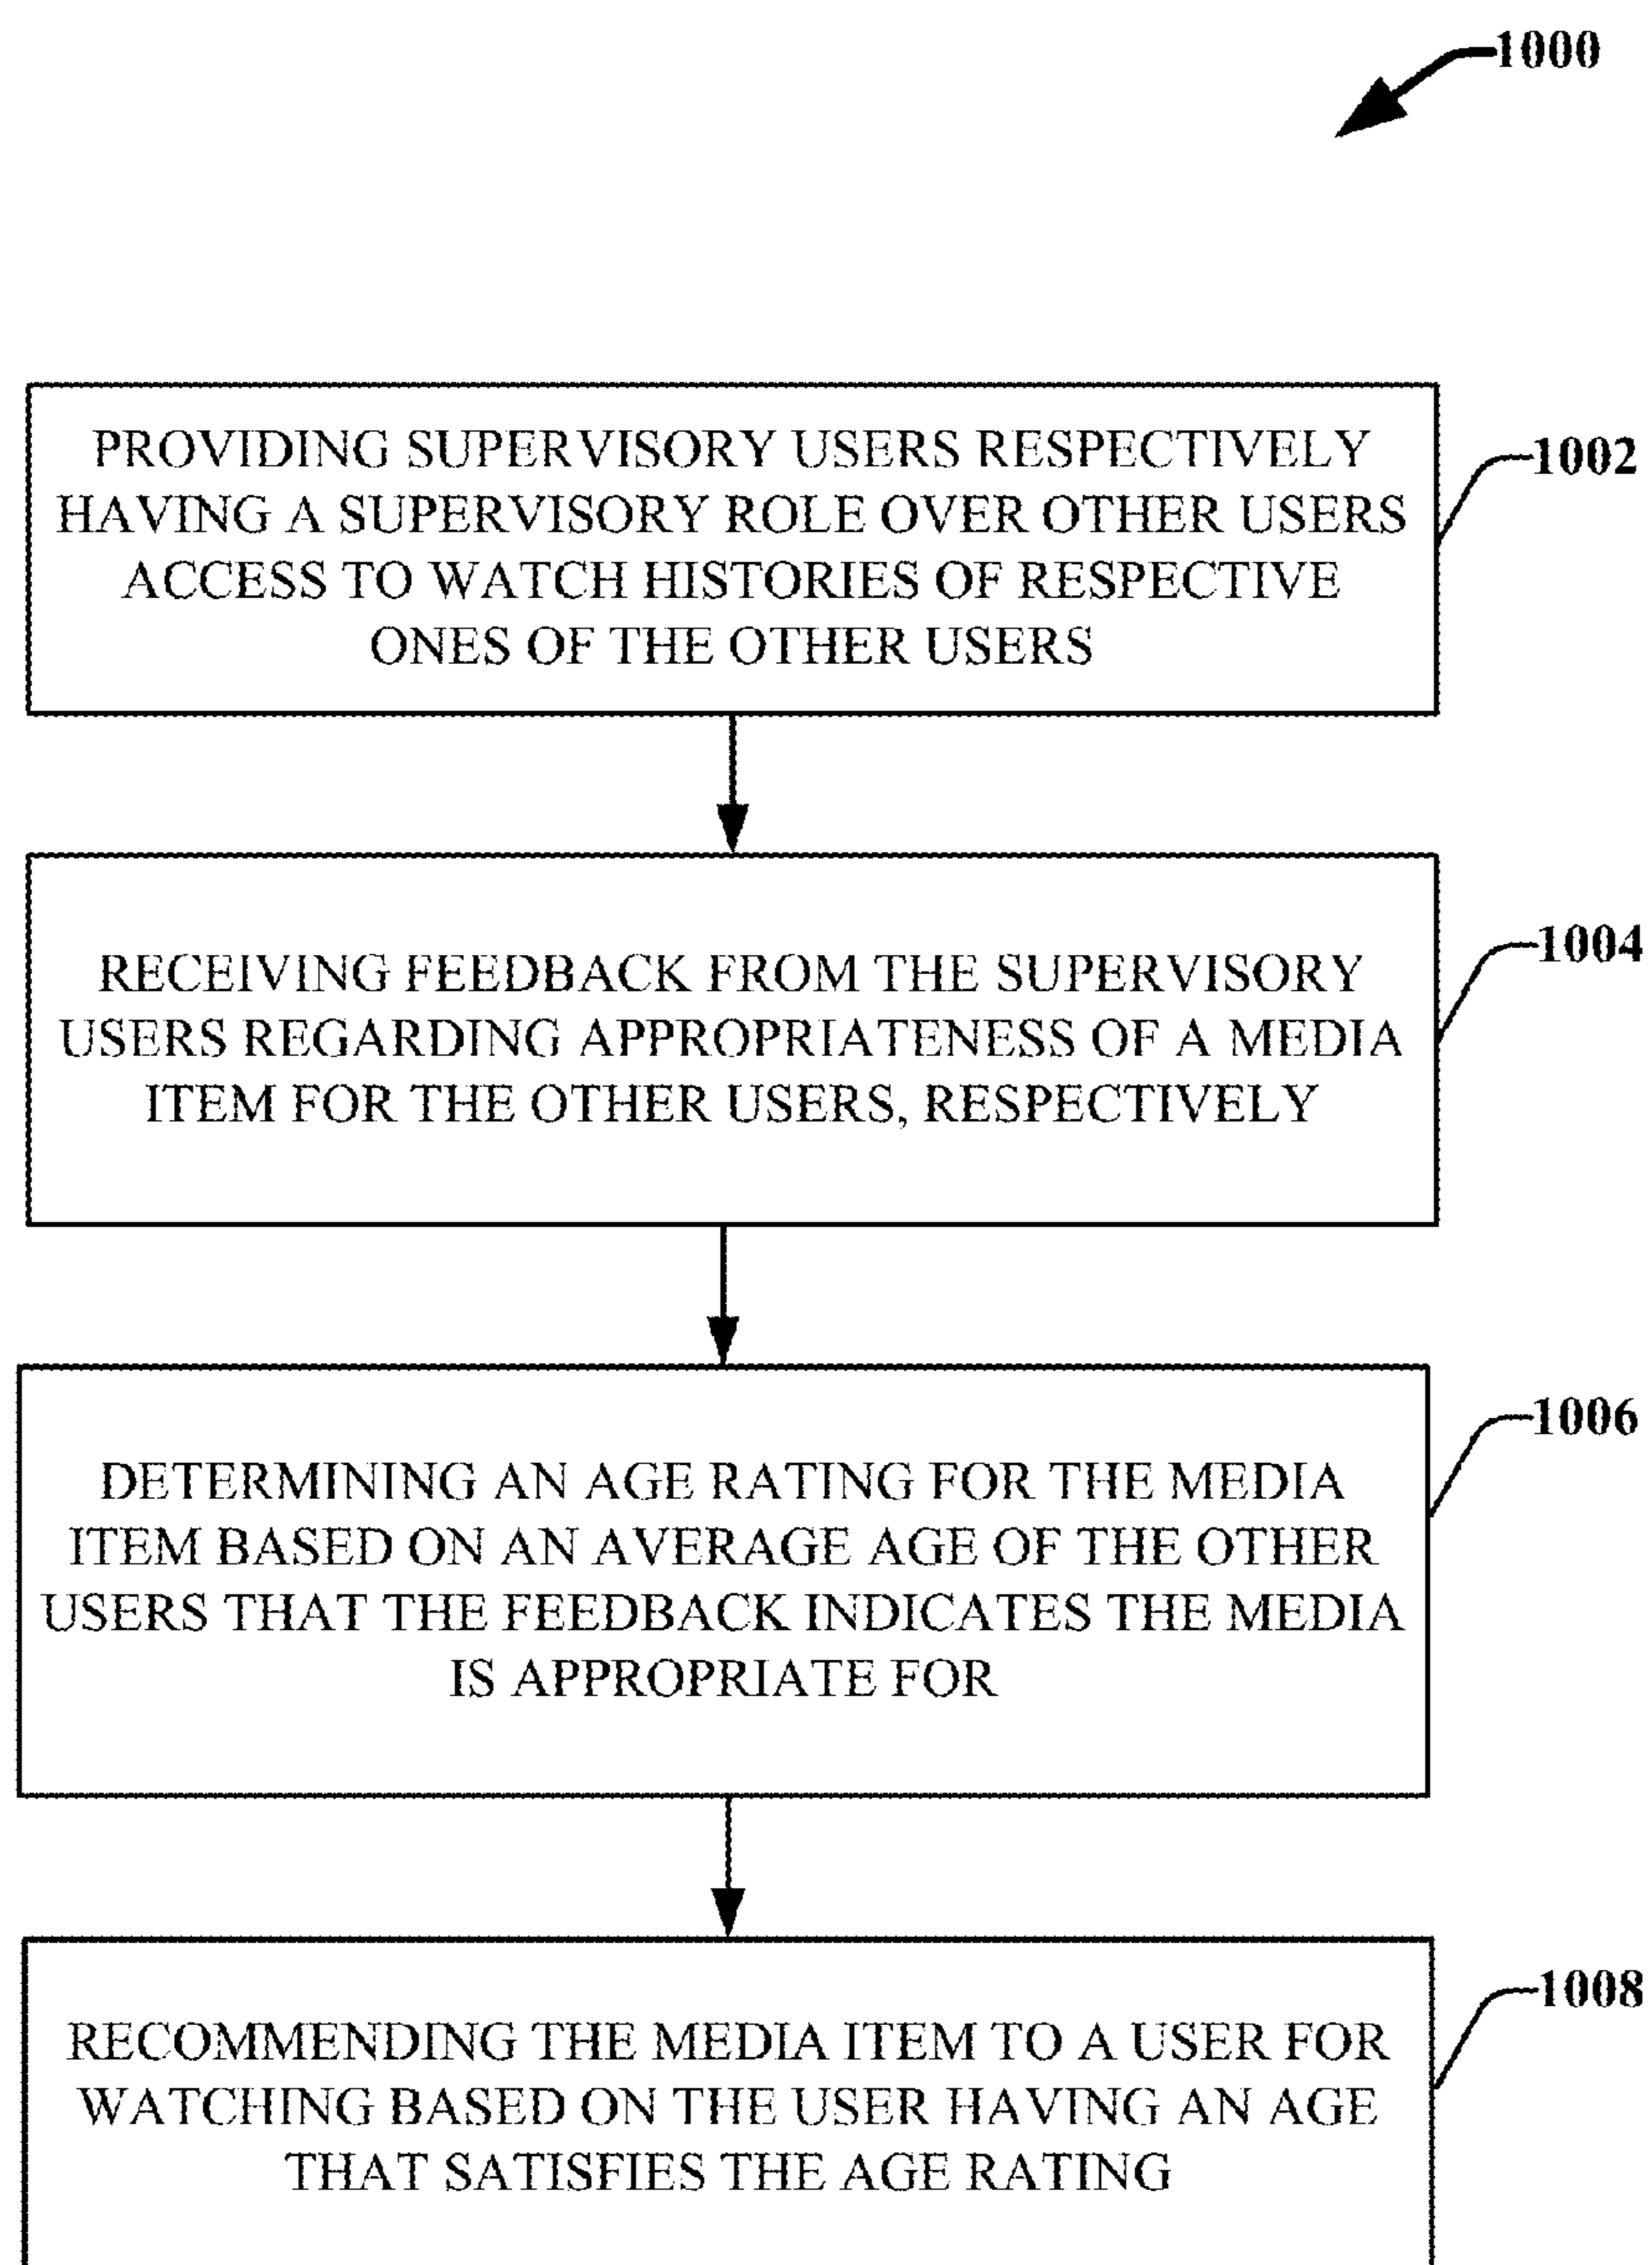 1000
PROVIDING SUPERVISORY USERS RESPECTIVELY
HAVING A SUPERVISORY ROLE OVER OTHER USERS
ACCESS TO WATCH HISTORIES OF RESPECTIVE
ONES OF THE OTHER USERS
1002
RECEIVING FEEDBACK FROM THE SUPERVISORY
USERS REGARDING APPROPRIATENESS OF A MEDIA
ITEM FOR THE OTHER USERS, RESPECTIVELY
1004
DETERMINING AN AGE RATING FOR THE MEDIA
ITEM BASED ON AN AVERAGE AGE OF THE OTHER
USERS THAT THE FEEDBACK INDICATES THE MEDIA
IS APPROPRIATE FOR
1006
RECOMMENDING THE MEDIA ITEM TO A USER FOR
WATCHING BASED ON THE USER HAVING AN AGE
THAT SATISFIES THE AGE RATING
1008